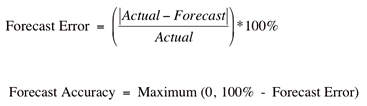 Forecast Error = (|Actual – Forecast| / Actual)*100%
Forecast Accuracy = Maximum (0, 100% - Forecast Error)